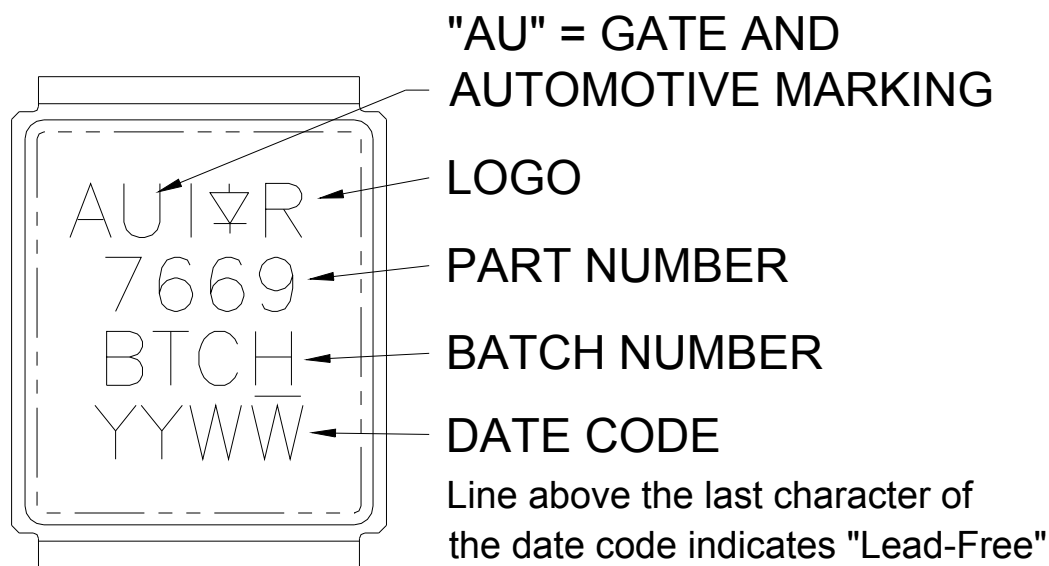 "AU" = GATE AND
AUTOMOTIVE MARKING
AUI R
LOGO
7669
PART NUMBER
BTCH
BATCH NUMBER
YYWW̅
DATE CODE
Line above the last character of
the date code indicates "Lead-Free"